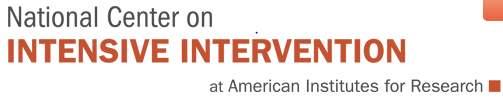 National Center on
INTENSIVE INTERVENTION
at American Institutes for Research